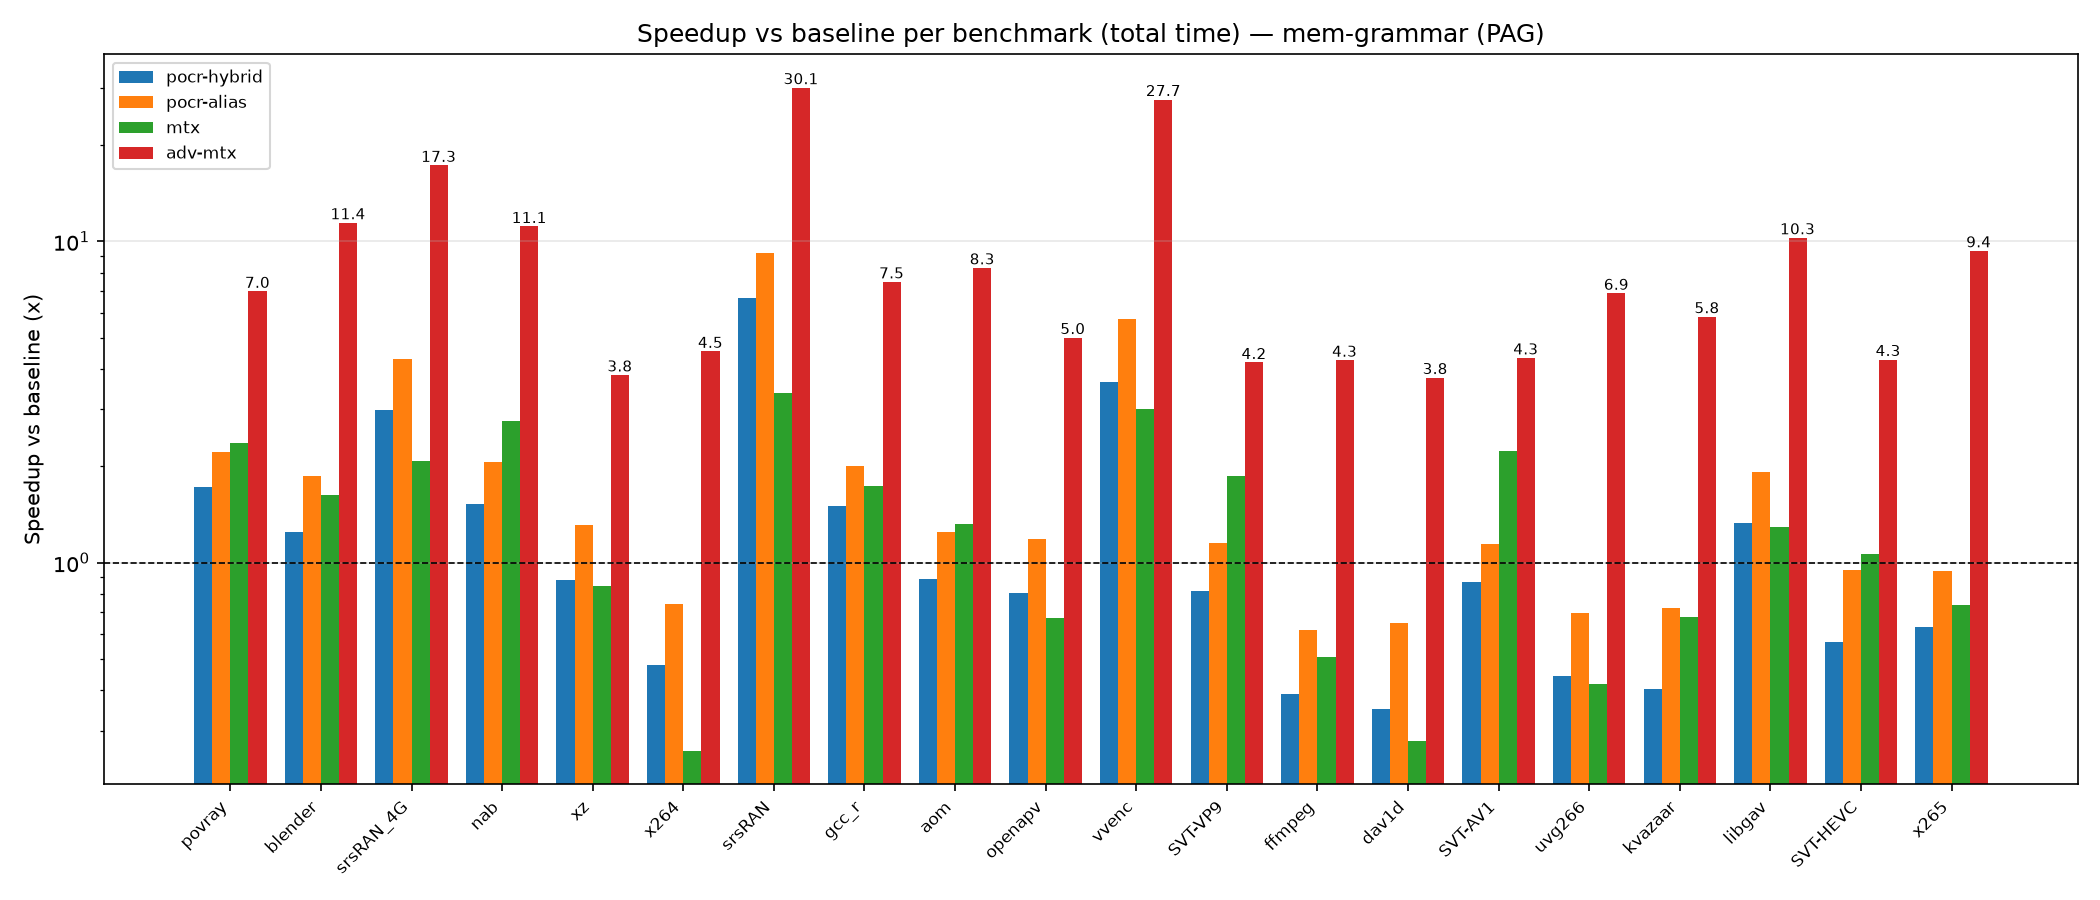 Speedup vs baseline per benchmark (total time) — mem-grammar (PAG)
pocr-hybrid
pocr-alias
mtx
adv-mtx
Speedup vs baseline (x)
10¹
10⁰
7.0
11.4
17.3
11.1
3.8
4.5
30.1
7.5
8.3
5.0
27.7
4.2
4.3
3.8
4.3
6.9
5.8
10.3
4.3
9.4
povray
blender
srsRAN_4G
nab
xz
x264
srsRAN
gcc_r
aom
openapv
vvenc
SVT-VP9
ffmpeg
dav1d
SVT-AV1
uvg266
kvazaar
libgav
SVT-HEVC
x265